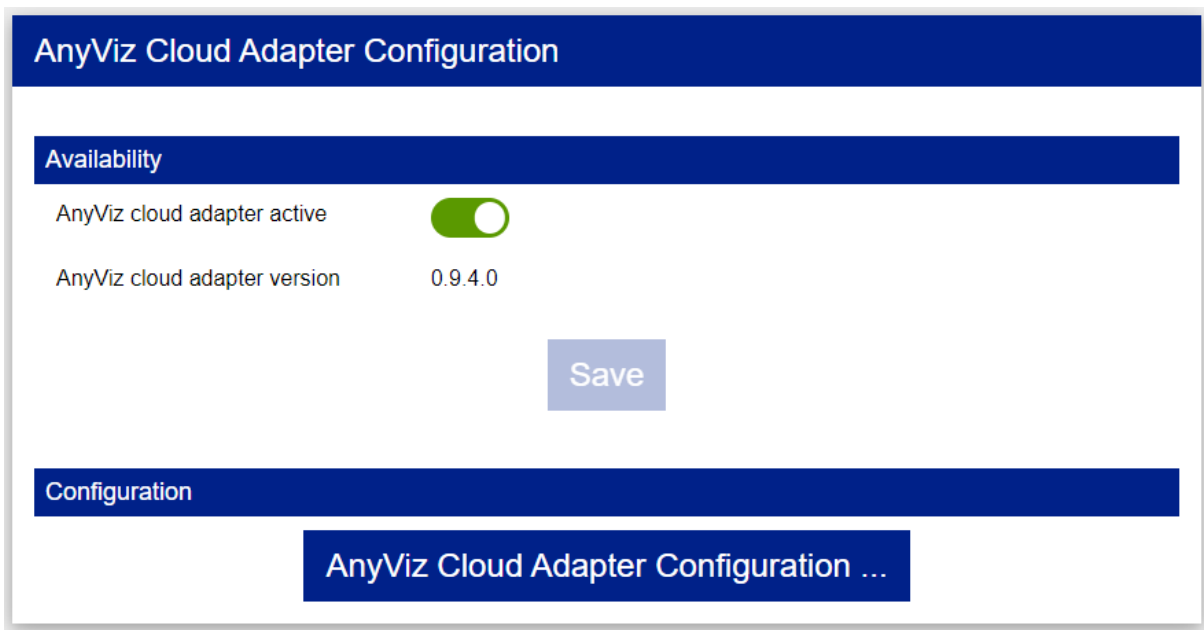 AnyViz Cloud Adapter Configuration
Availability
AnyViz cloud adapter active
AnyViz cloud adapter version 0.9.4.0
Save
Configuration
AnyViz Cloud Adapter Configuration ...